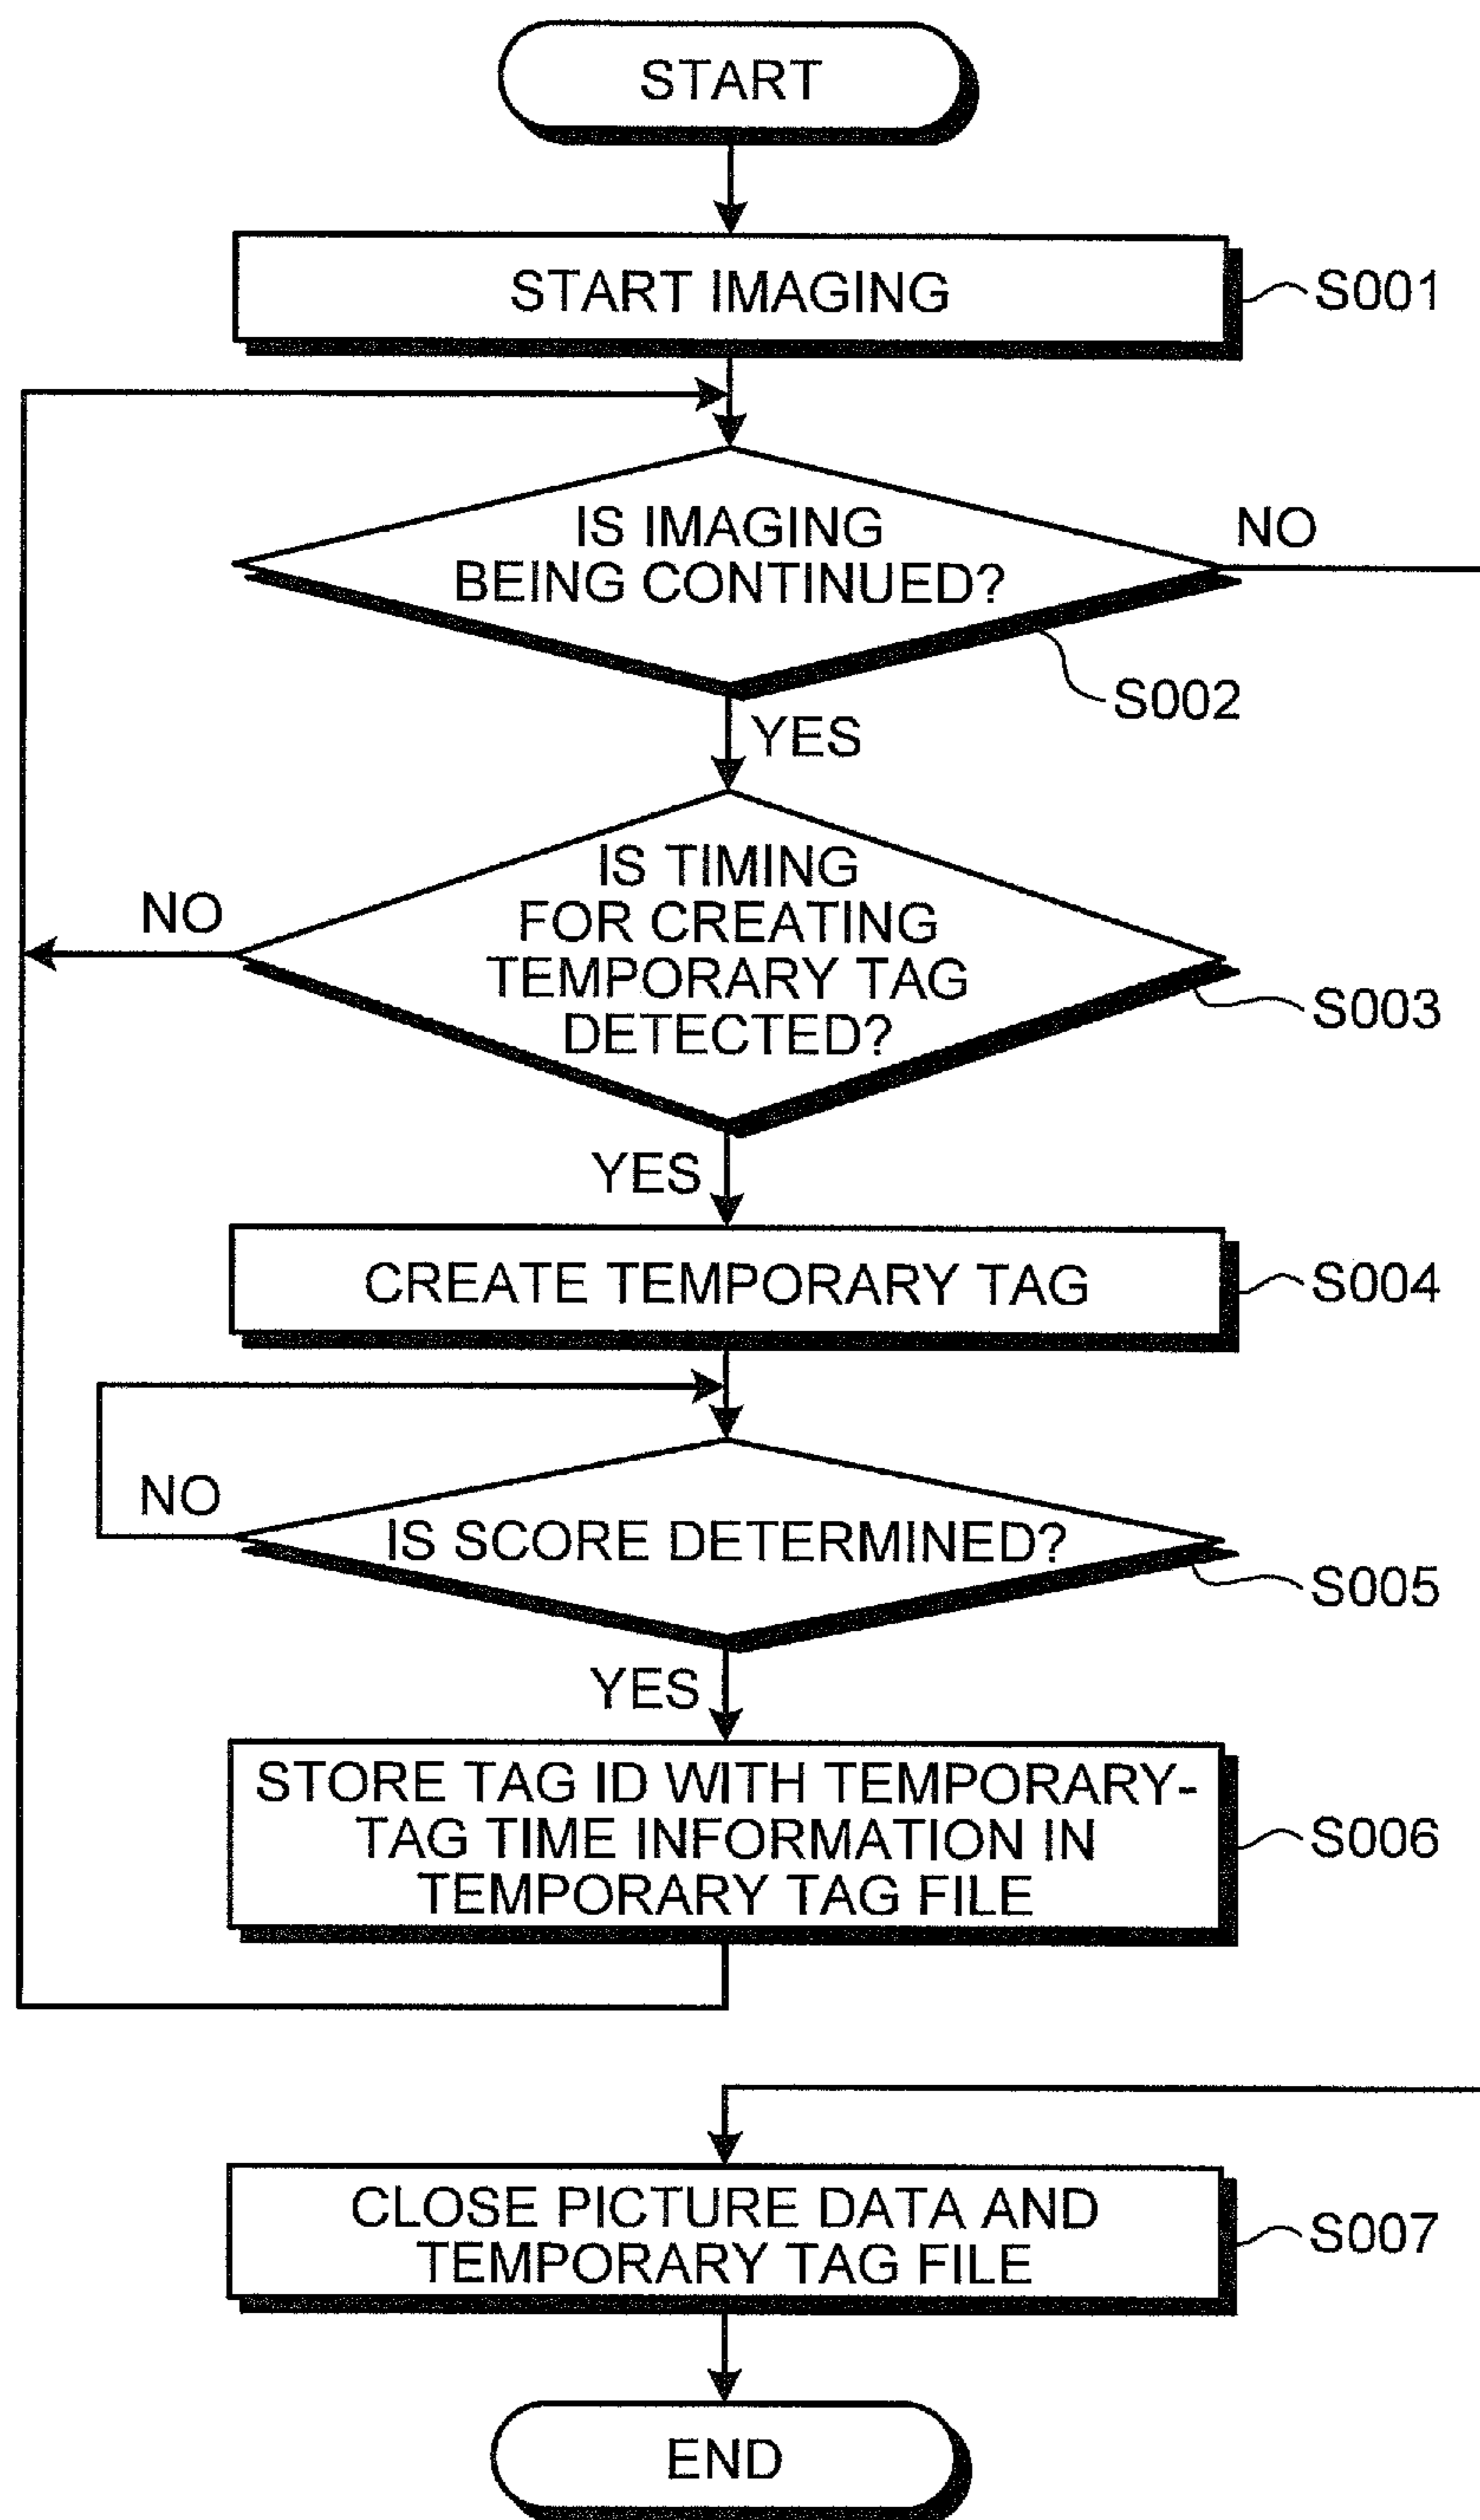 START
START IMAGING
S001
IS IMAGING
BEING CONTINUED?
NO
S002
YES
IS TIMING
FOR CREATING
TEMPORARY TAG
DETECTED?
NO
S003
YES
CREATE TEMPORARY TAG
S004
NO
IS SCORE DETERMINED?
S005
YES
STORE TAG ID WITH TEMPORARY-
TAG TIME INFORMATION IN
TEMPORARY TAG FILE
S006
CLOSE PICTURE DATA AND
TEMPORARY TAG FILE
S007
END